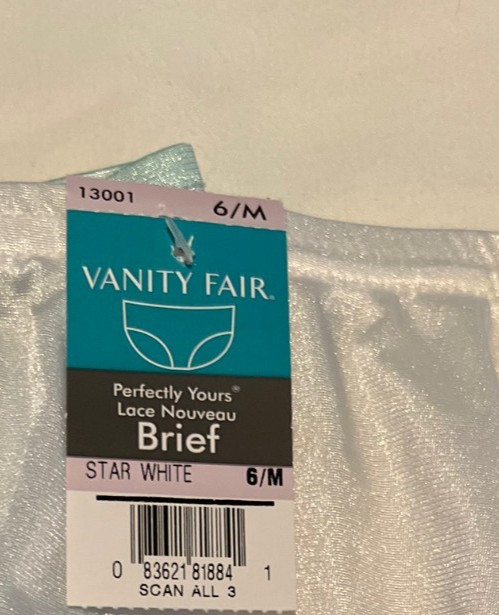 13001 6/M
VANITY FAIR®
Perfectly Yours®
Lace Nouveau
Brief
STAR WHITE 6/M
0 83621 81884 1
SCAN ALL 3